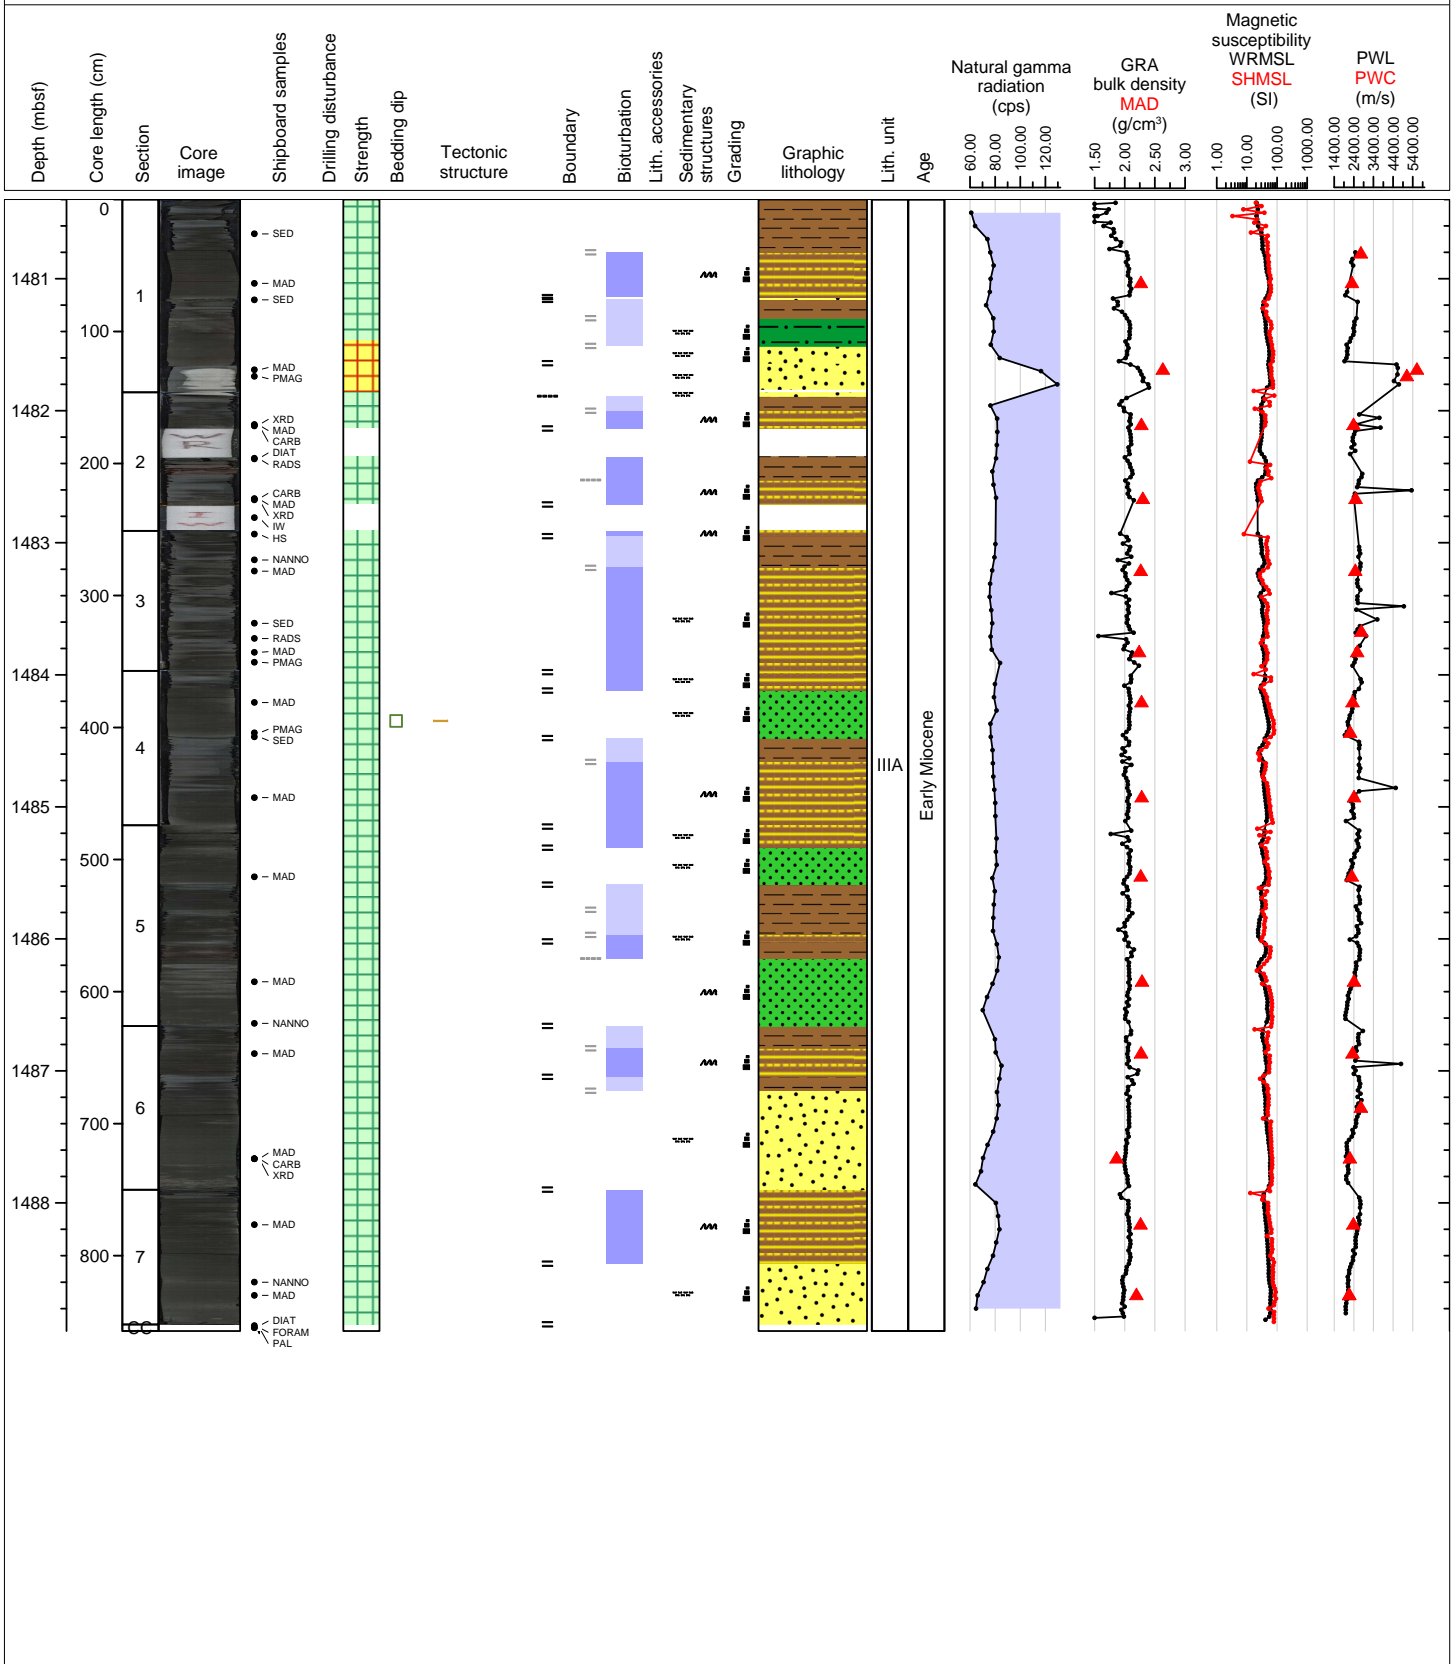 Depth (mbsf)
Core length (cm)
Section
Core
image
Shipboard samples
Drilling disturbance
Strength
Bedding dip
Tectonic
structure
Boundary
Bioturbation
Lith. accessories
Sedimentary
structures
Grading
Graphic
lithology
Lith. unit
Age
Natural gamma
radiation
(cps)
60.00
80.00
100.00
120.00
GRA
bulk density
MAD
(g/cm³)
1.50
2.00
2.50
3.00
Magnetic
susceptibility
WRMSL
SHMSL
(SI)
1.00
10.00
100.00
1000.00
PWL
PWC
(m/s)
1400.00
2400.00
3400.00
4400.00
5400.00
1481
1482
1483
1484
1485
1486
1487
1488
0
100
200
300
400
500
600
700
800
1
2
3
4
5
6
7
CC
SED
MAD
SED
MAD
PMAG
XRD
MAD
CARB
DIAT
RADS
CARB
MAD
XRD
IW
HS
NANNO
MAD
SED
RADS
MAD
PMAG
MAD
PMAG
SED
MAD
MAD
MAD
NANNO
MAD
MAD
CARB
XRD
MAD
NANNO
MAD
DIAT
FORAM
PAL
IIIA
Early Miocene